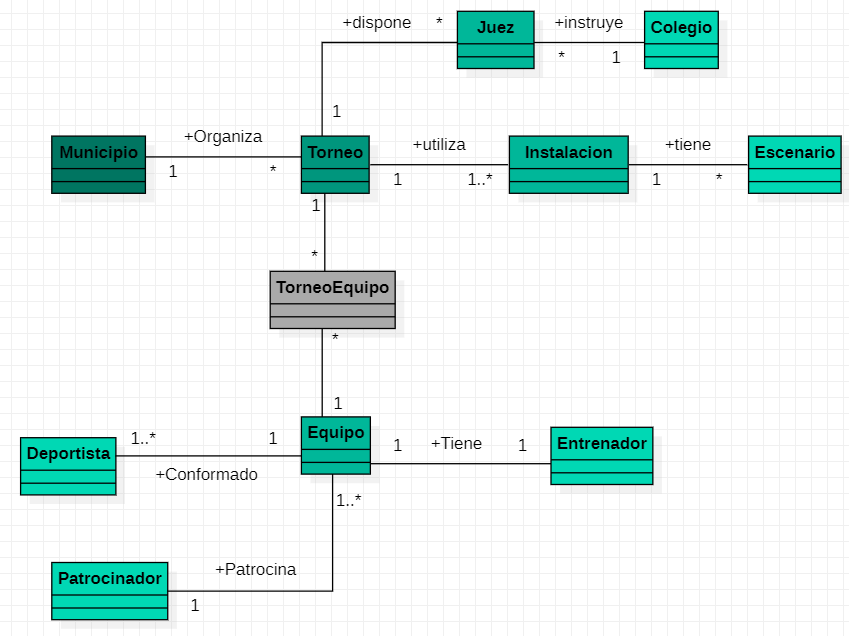 +dispone * Juez +instruye Colegio
* 1
1
Municipio +Organiza Torneo +utiliza Instalacion +tiene Escenario
1 * 1 1..* 1 *
1
*
TorneoEquipo
*
1
Deportista 1..* 1 Equipo 1 +Tiene 1 Entrenador
+Conformado
1..*
Patrocinador +Patrocina
1